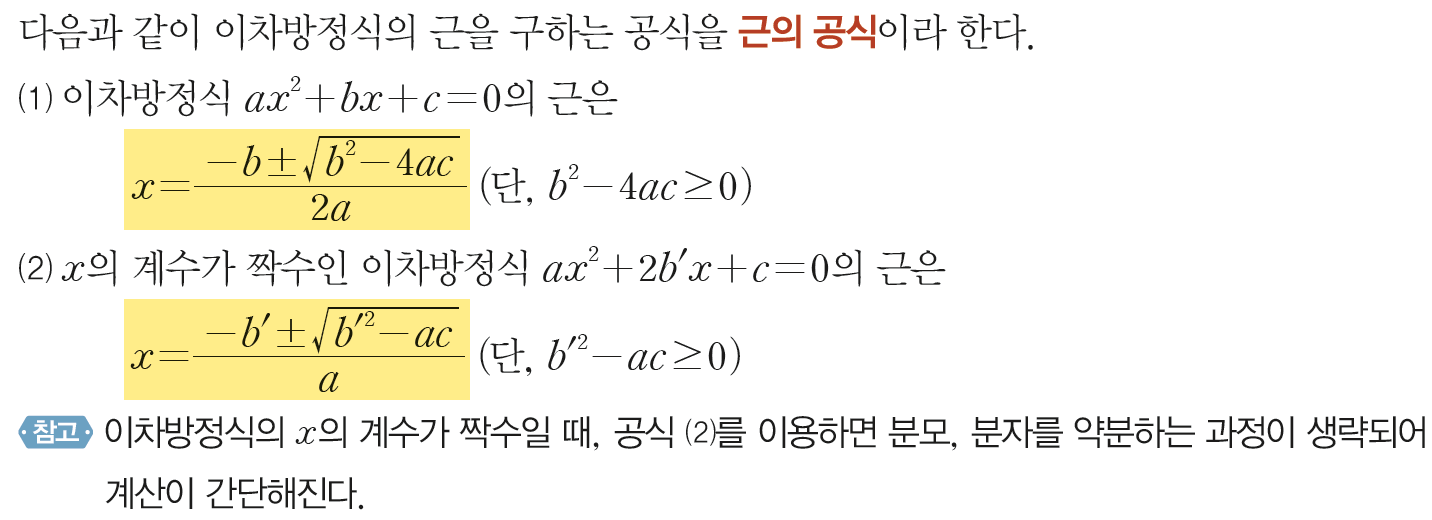 다음과 같이 이차방정식의 근을 구하는 공식을 근의 공식이라 한다.
(1) 이차방정식 ax²+bx+c=0의 근은
x=(-b±√(b²-4ac))/(2a) (단, b²-4ac≥0)
(2) x의 계수가 짝수인 이차방정식 ax²+2b′x+c=0의 근은
x=(-b′±√(b′²-ac))/a (단, b′²-ac≥0)
참고 이차방정식의 x의 계수가 짝수일 때, 공식 (2)를 이용하면 분모, 분자를 약분하는 과정이 생략되어
계산이 간단해진다.